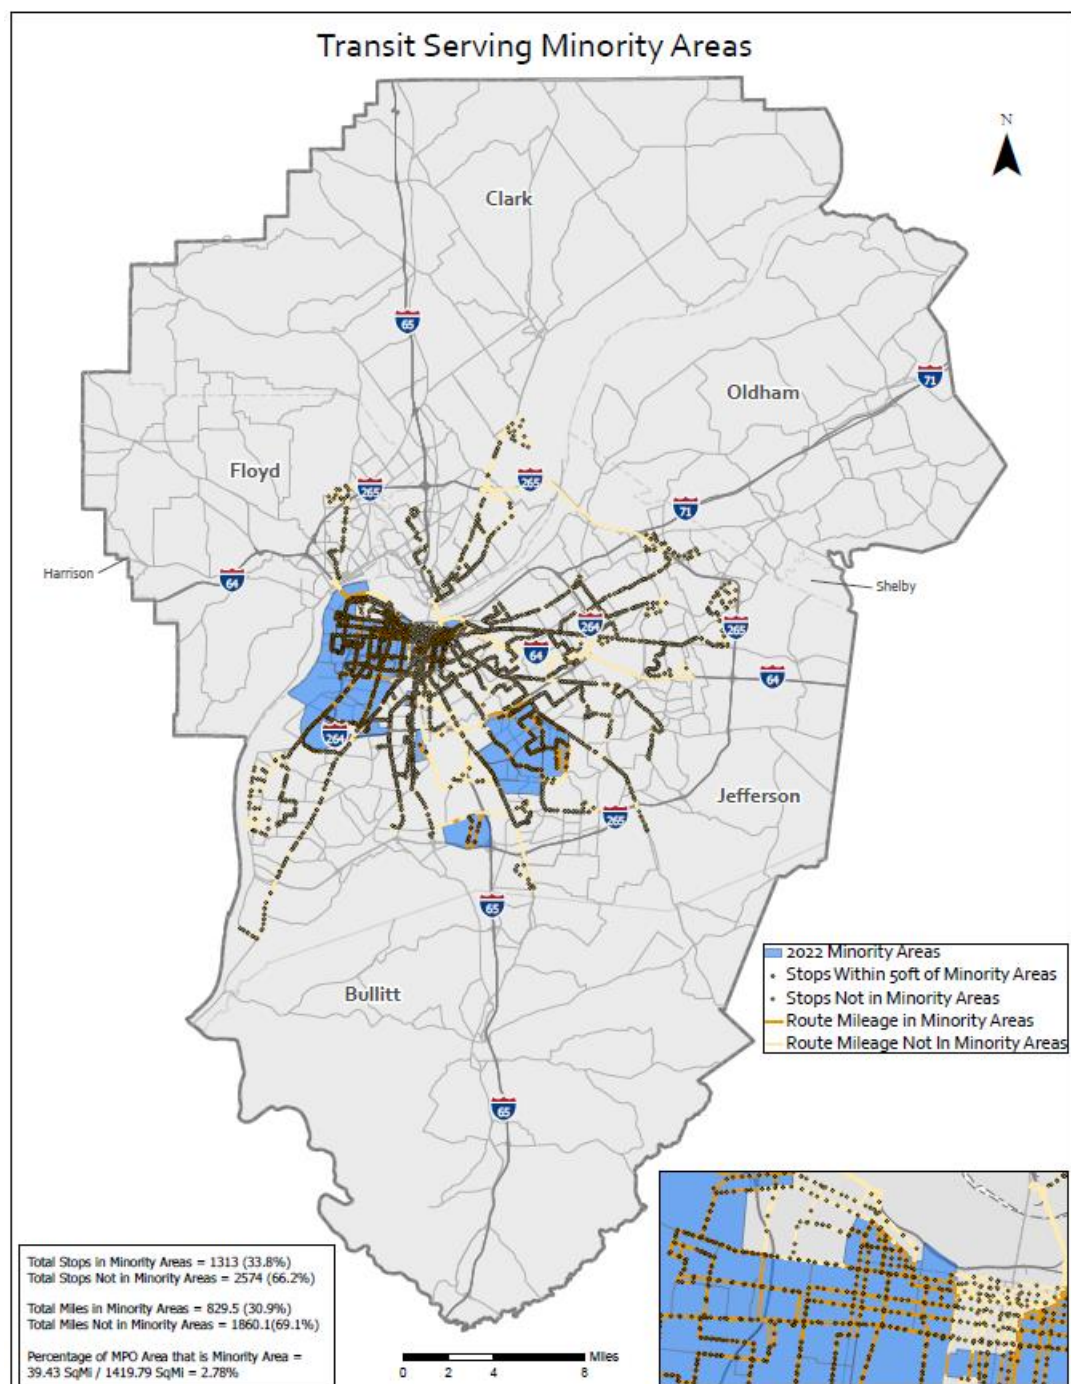 Transit Serving Minority Areas
N
Clark
65
71
Oldham
Floyd
265
265
71
Harrison
64
Shelby
264
265
64
64
264
Jefferson
265
65
2022 Minority Areas
Stops Within 50ft of Minority Areas
Stops Not in Minority Areas
Route Mileage in Minority Areas
Route Mileage Not In Minority Areas
Bullitt
65
Total Stops in Minority Areas = 1313 (33.8%)
Total Stops Not in Minority Areas = 2574 (66.2%)
Total Miles in Minority Areas = 829.5 (30.9%)
Total Miles Not in Minority Areas = 1860.1(69.1%)
Percentage of MPO Area that is Minority Area =
39.43 SqMi / 1419.79 SqMi = 2.78%
Miles
0 2 4 8